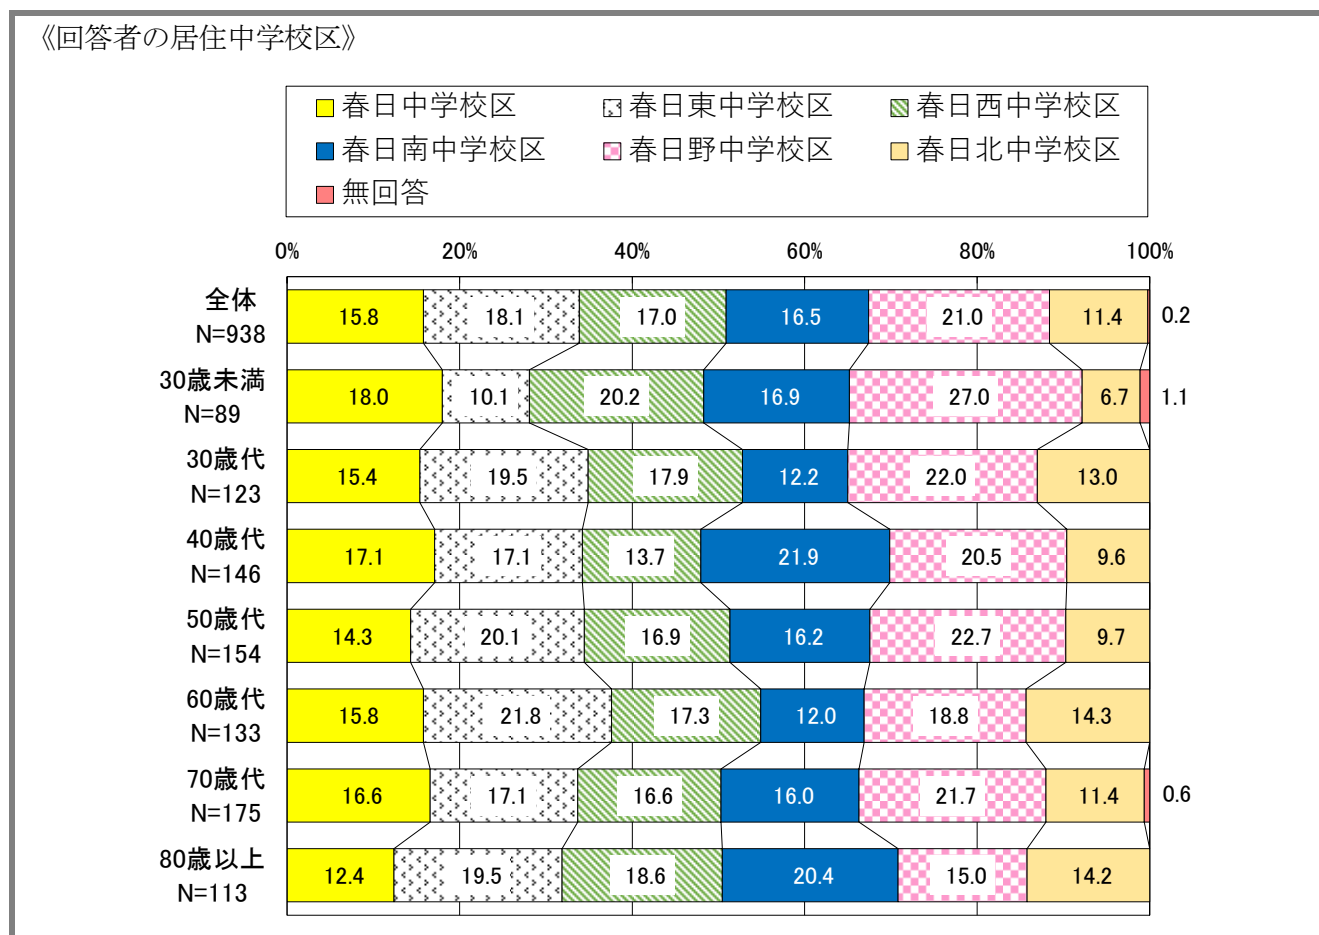 《回答者の居住中学校区》
春日中学校区 春日東中学校区 春日西中学校区
春日南中学校区 春日野中学校区 春日北中学校区
無回答
0% 20% 40% 60% 80% 100%
全体
N=938
15.8 18.1 17.0 16.5 21.0 11.4 0.2
30歳未満
N=89
18.0 10.1 20.2 16.9 27.0 6.7 1.1
30歳代
N=123
15.4 19.5 17.9 12.2 22.0 13.0
40歳代
N=146
17.1 17.1 13.7 21.9 20.5 9.6
50歳代
N=154
14.3 20.1 16.9 16.2 22.7 9.7
60歳代
N=133
15.8 21.8 17.3 12.0 18.8 14.3
70歳代
N=175
16.6 17.1 16.6 16.0 21.7 11.4 0.6
80歳以上
N=113
12.4 19.5 18.6 20.4 15.0 14.2